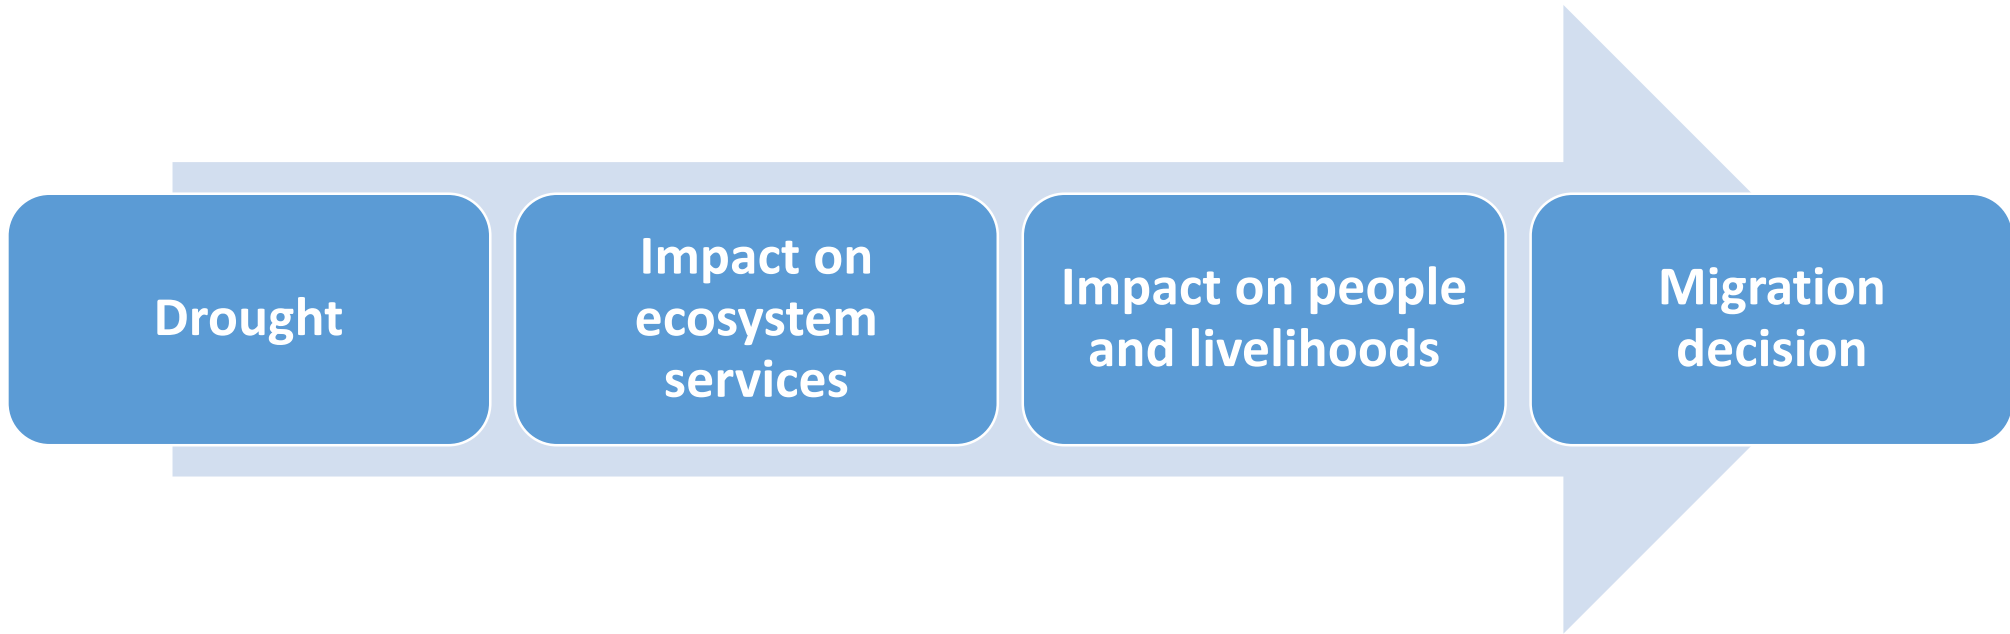 Drought
Impact on
ecosystem
services
Impact on people
and livelihoods
Migration
decision